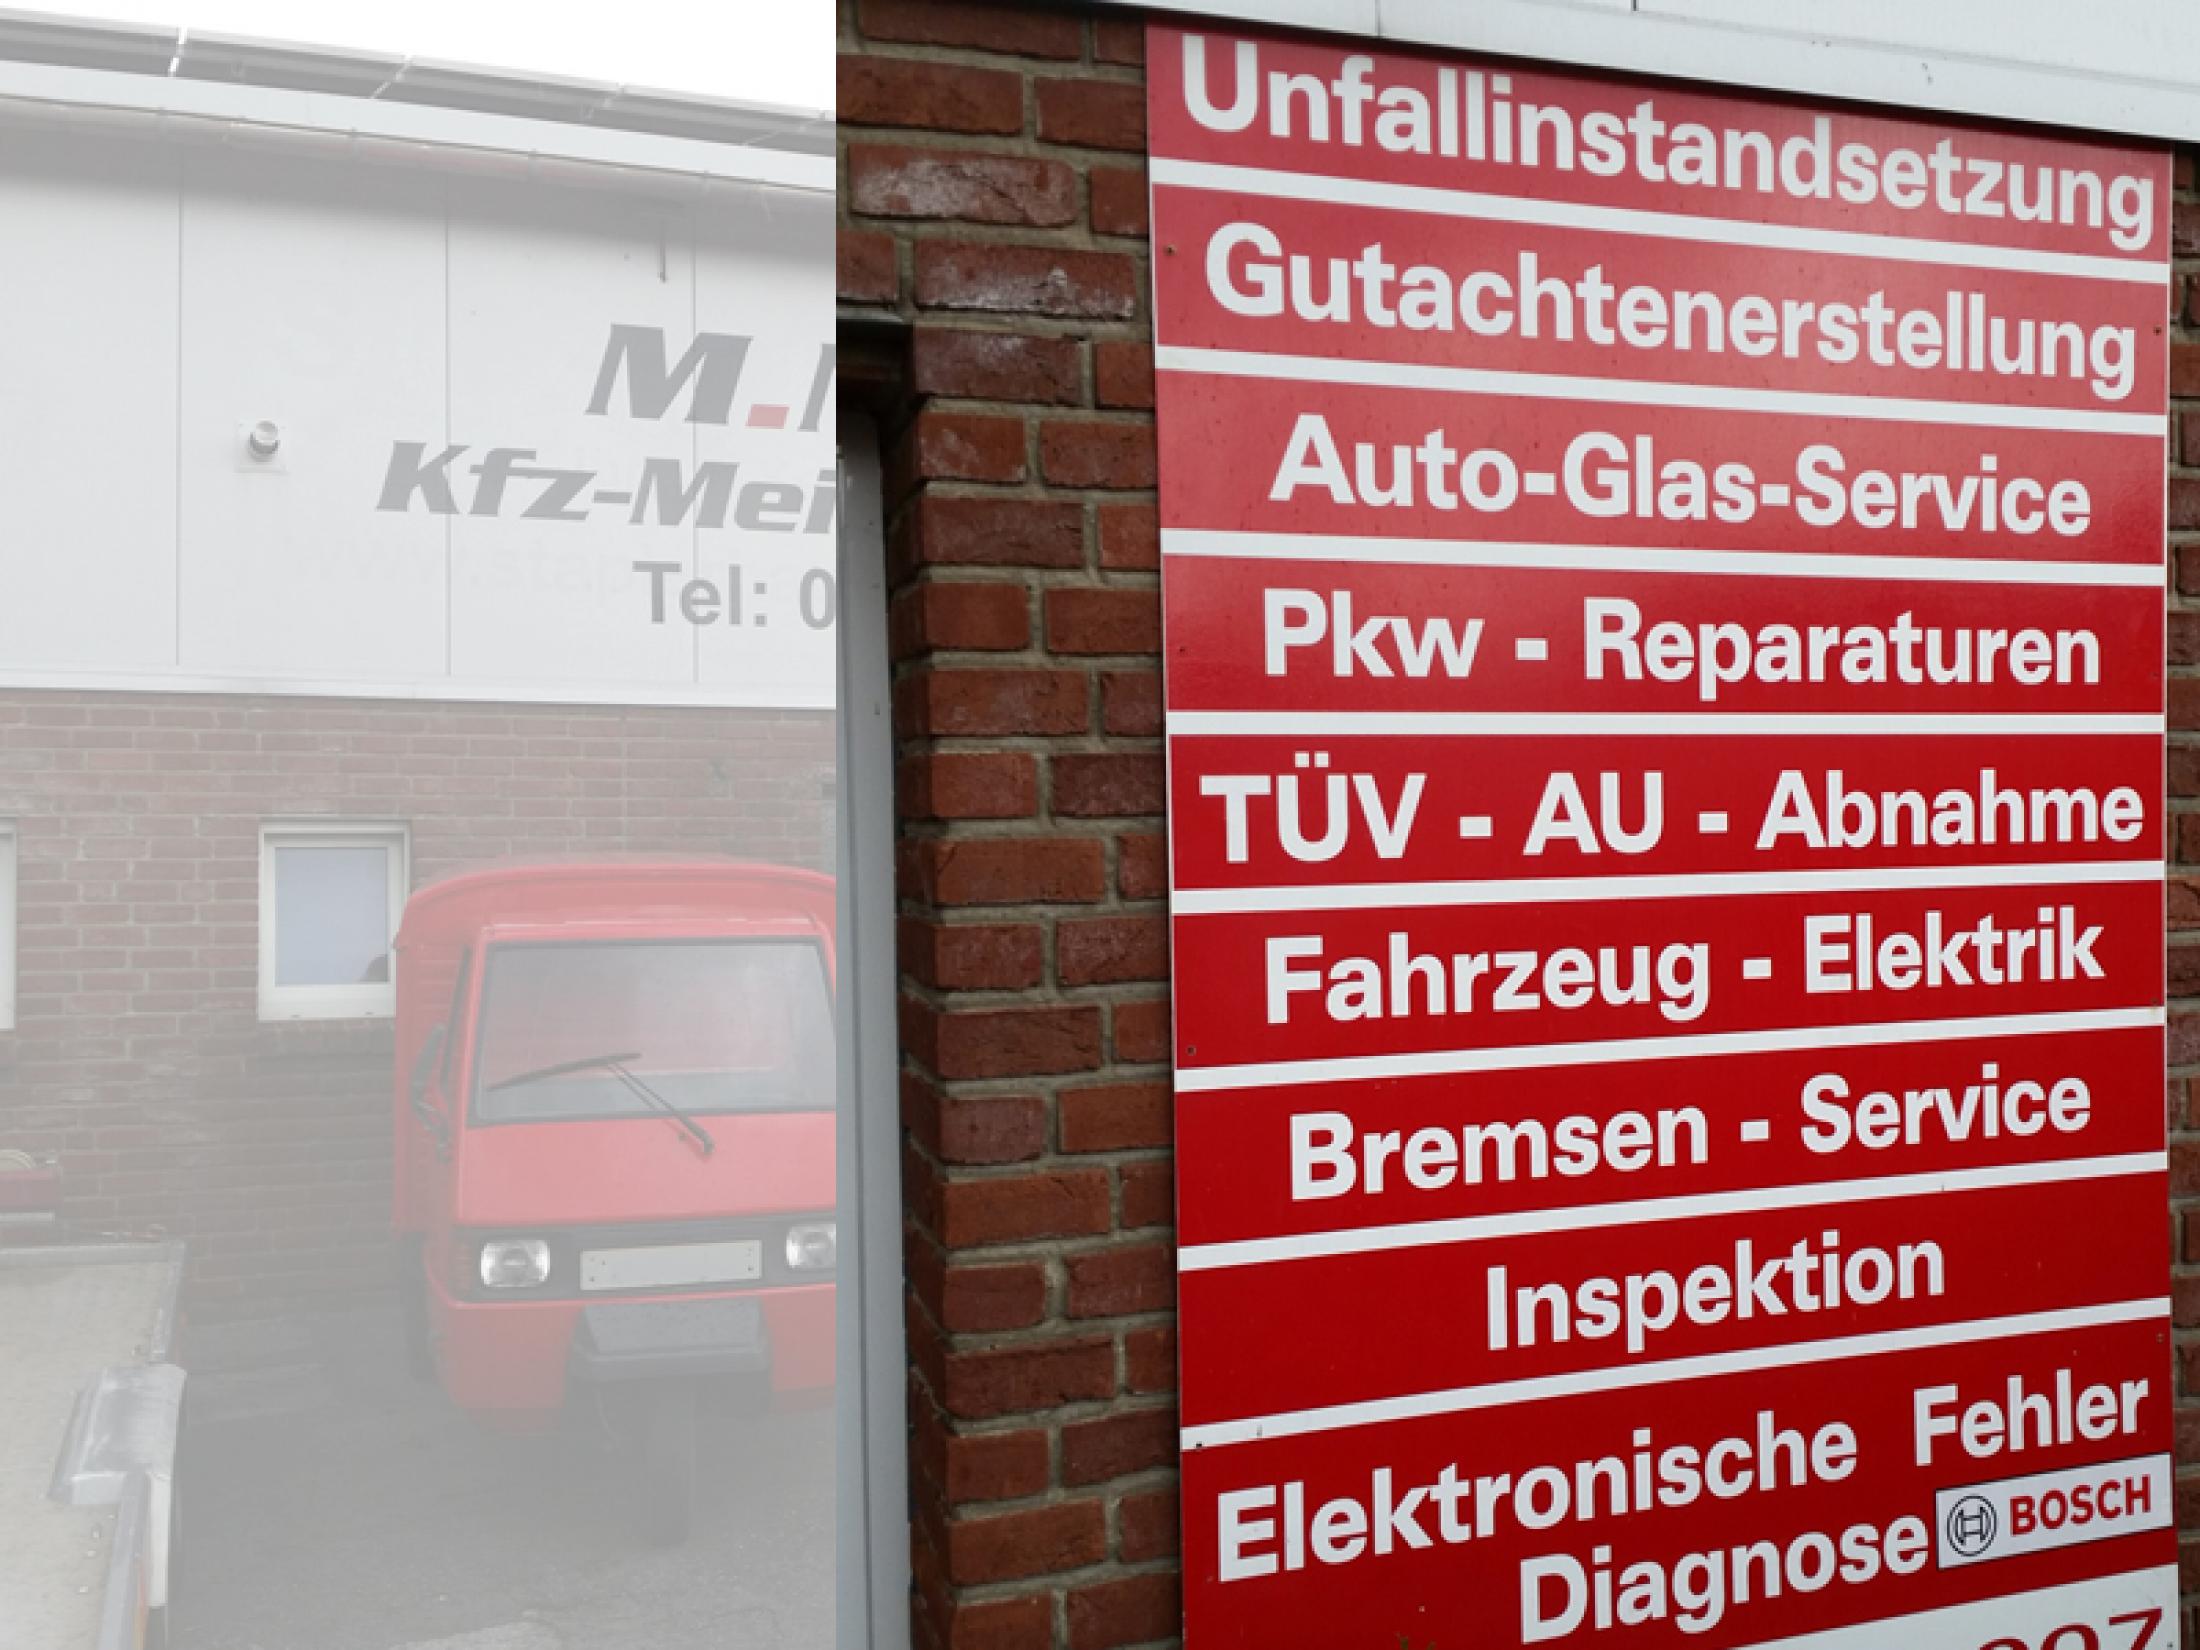 M.
Kfz-Mei
Tel: 0
Unfallinstandsetzung
Gutachtenerstellung
Auto-Glas-Service
Pkw - Reparaturen
TÜV - AU - Abnahme
Fahrzeug - Elektrik
Bremsen - Service
Inspektion
Elektronische Fehler
Diagnose BOSCH